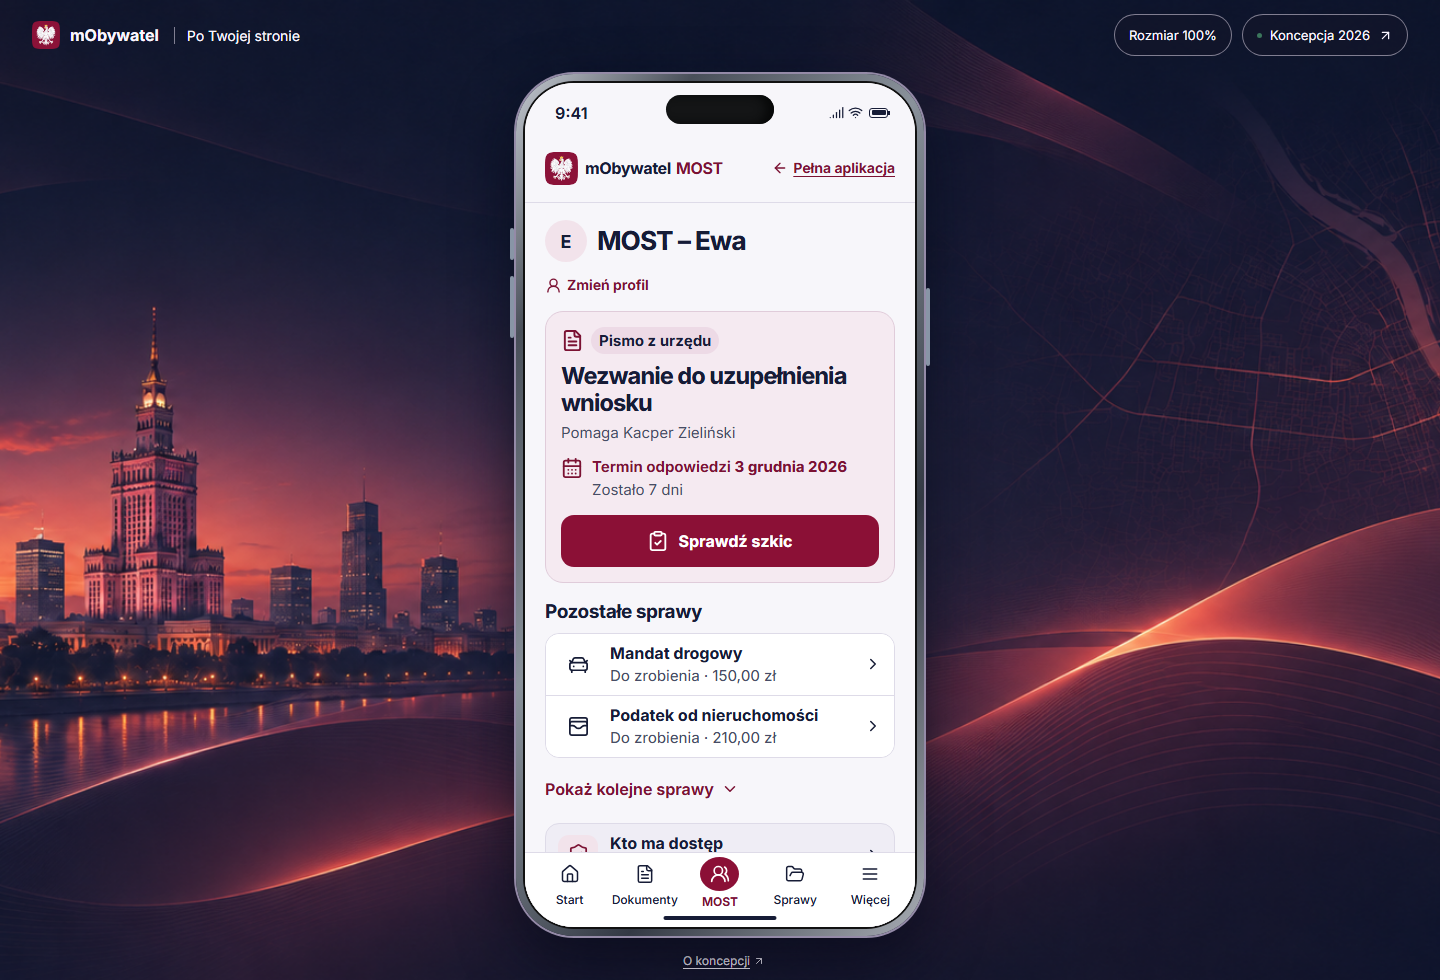 mObywatel
Po Twojej stronie
Rozmiar 100%
Koncepcja 2026
9:41
mObywatel MOST
Pełna aplikacja
E
MOST – Ewa
Zmień profil
Pismo z urzędu
Wezwanie do uzupełnienia
wniosku
Pomaga Kacper Zieliński
Termin odpowiedzi 3 grudnia 2026
Zostało 7 dni
Sprawdź szkic
Pozostałe sprawy
Mandat drogowy
Do zrobienia · 150,00 zł
Podatek od nieruchomości
Do zrobienia · 210,00 zł
Pokaż kolejne sprawy
Kto ma dostęp
Start
Dokumenty
MOST
Sprawy
Więcej
O koncepcji